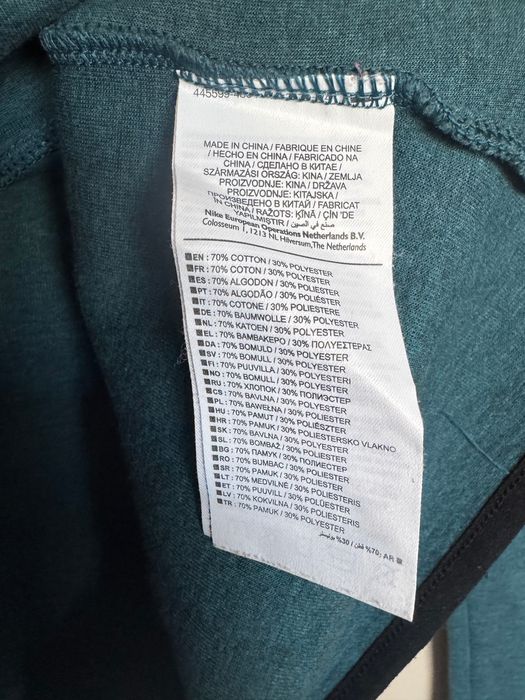 445599
MADE IN CHINA / FABRIQUE EN CHINE
/ HECHO EN CHINA / FABRICADO NA
CHINA / СДЕЛАНО В КИТАЕ /
SZÁRMAZÁSI ORSZÁG: KÍNA / ZEMLJA
PROIZVODNJE: KINA / DRŽAVA
PROIZVODNJE: KITAJSKA /
ПРОИЗВЕДЕНО В КИТАЙ / FABRICAT
ÎN CHINA / RAŽOTS: ĶĪNĀ / ÇİN 'DE
YAPILMIŞTIR / صنع في الصين
Nike European Operations Netherlands B.V.
Colosseum 1, 1213 NL Hilversum, The Netherlands
EN : 70% COTTON / 30% POLYESTER
FR : 70% COTON / 30% POLYESTER
ES : 70% ALGODON / 30% POLIESTER
PT : 70% ALGODÃO / 30% POLIÉSTER
IT : 70% COTONE / 30% POLIESTERE
DE : 70% BAUMWOLLE / 30% POLYESTER
NL : 70% KATOEN / 30% POLYESTER
EL : 70% ΒΑΜΒΑΚΕΡΟ / 30% ΠΟΛΥΕΣΤΕΡΑΣ
DA : 70% BOMULD / 30% POLYESTER
SV : 70% BOMULL / 30% POLYESTER
FI : 70% PUUVILLA / 30% POLYESTERI
NO : 70% BOMULL / 30% POLYESTER
RU : 70% ХЛОПОК / 30% ПОЛИЭСТЕР
CS : 70% BAVLNA / 30% POLYESTER
PL : 70% BAWEŁNA / 30% POLIESTER
HU : 70% PAMUT / 30% POLIÉSZTER
HR : 70% PAMUK / 30% POLIESTERSKO VLAKNO
SK : 70% BAVLNA / 30% POLYESTER
SL : 70% BOMBAŽ / 30% POLIESTER
BG : 70% ПАМУК / 30% ПОЛИЕСТЕР
RO : 70% BUMBAC / 30% POLIESTER
SR : 70% PAMUK / 30% POLIESTER
LT : 70% MEDVILNĖ / 30% POLIESTERIS
ET : 70% PUUVILL / 30% POLÜESTER
LV : 70% KOKVILNA / 30% POLIESTERIS
TR : 70% PAMUK / 30% POLYESTER
AR : 70% قطن / 30% بوليستر